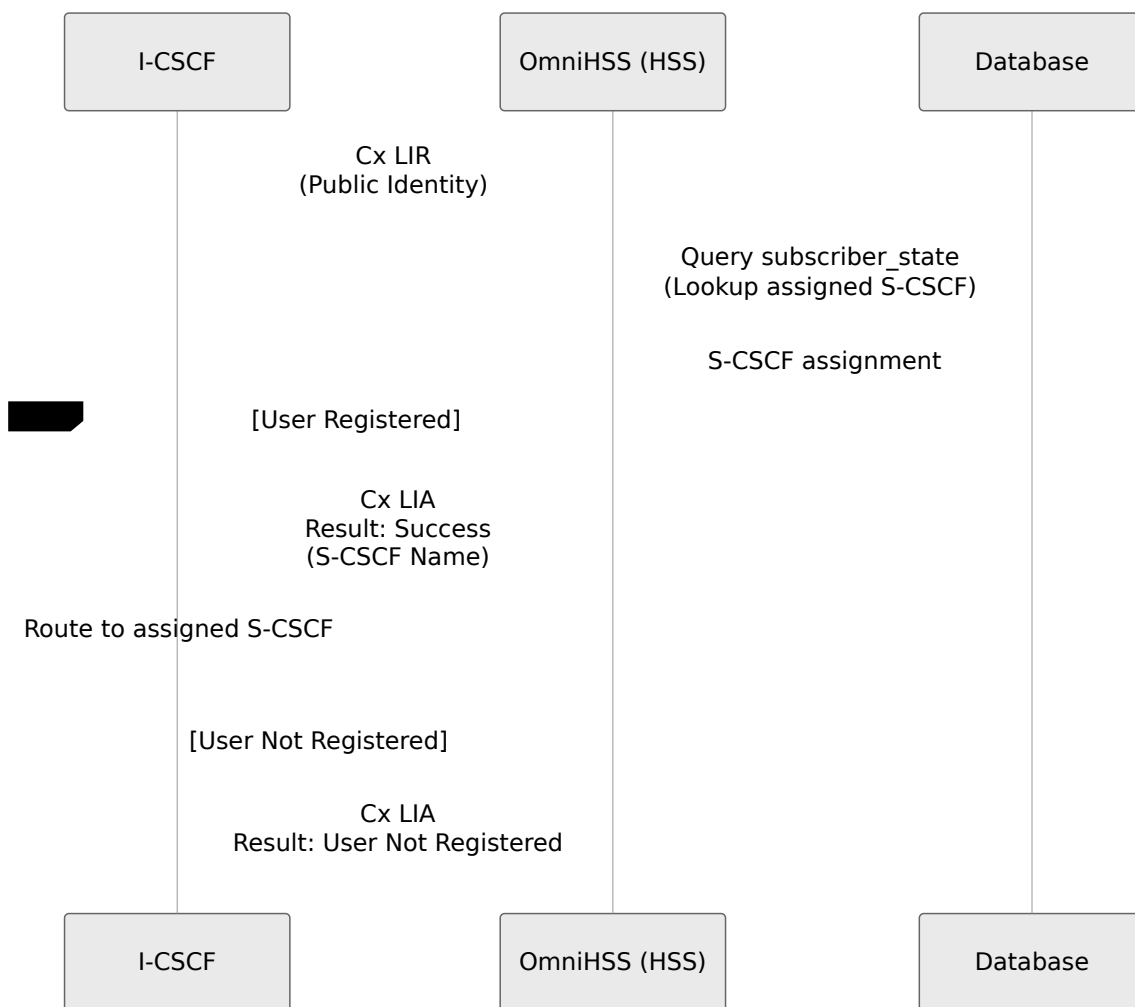 I-CSCF
OmniHSS (HSS)
Database
Cx LIR
(Public Identity)
Query subscriber_state
(Lookup assigned S-CSCF)
S-CSCF assignment
[User Registered]
Cx LIA
Result: Success
(S-CSCF Name)
Route to assigned S-CSCF
[User Not Registered]
Cx LIA
Result: User Not Registered
I-CSCF
OmniHSS (HSS)
Database